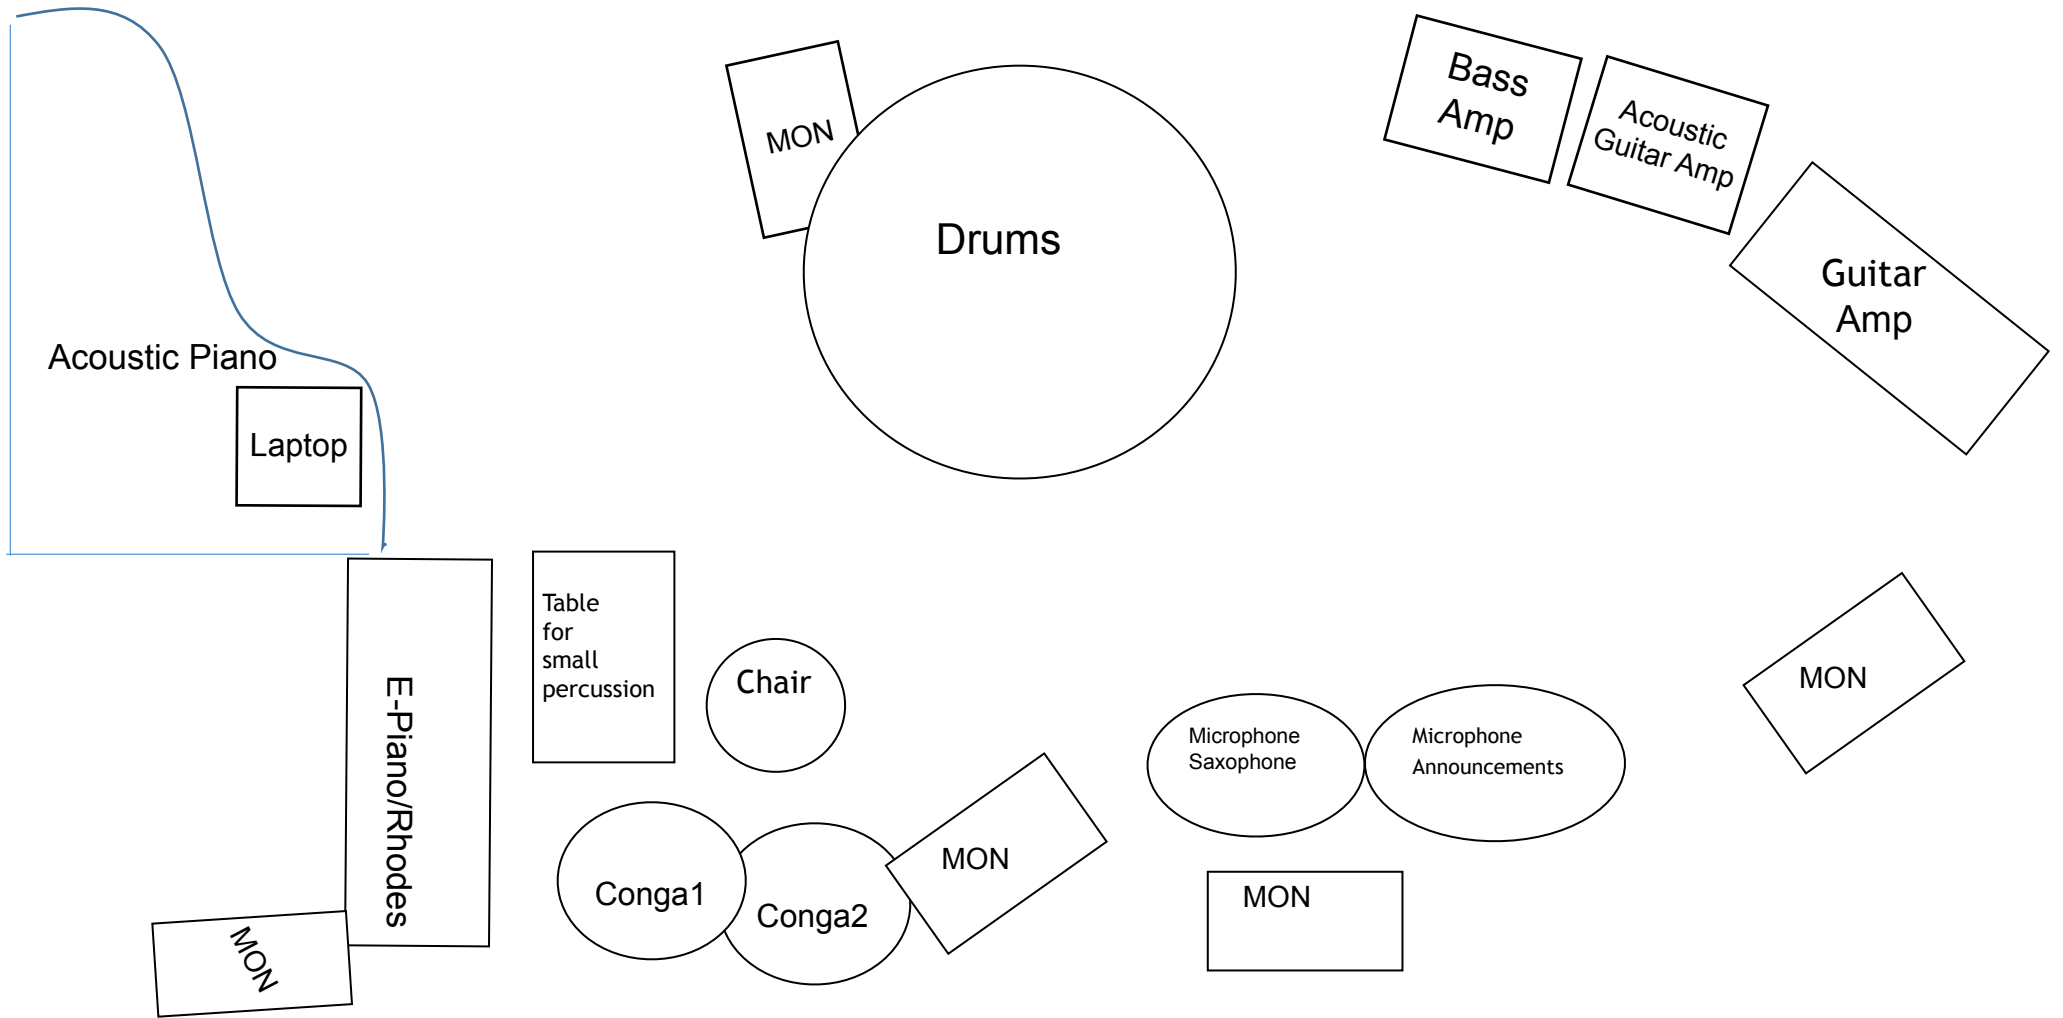 Bass
Amp
Acoustic
Guitar Amp
MON
Drums
Guitar
Amp
Acoustic Piano
Laptop
Table
for
small
percussion
Chair
E-Piano/Rhodes
MON
Microphone
Saxophone
Microphone
Announcements
Conga1
Conga2
MON
MON
MON